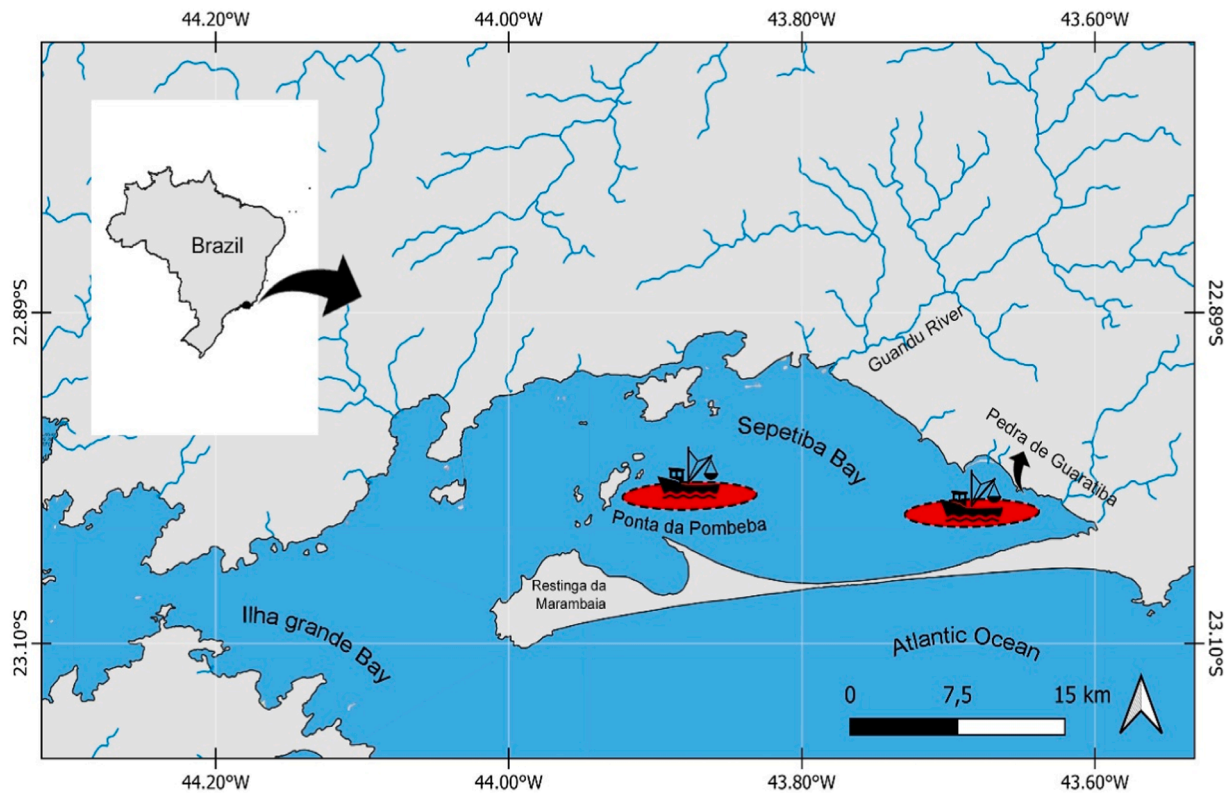 44.20°W
44.00°W
43.80°W
43.60°W
Brazil
22.89°S
22.89°S
Guandu River
Pedra de Guaratiba
Sepetiba Bay
Ponta da Pombeba
Restinga da
Marambaia
Ilha grande Bay
Atlantic Ocean
23.10°S
23.10°S
0
7,5
15 km
44.20°W
44.00°W
43.80°W
43.60°W